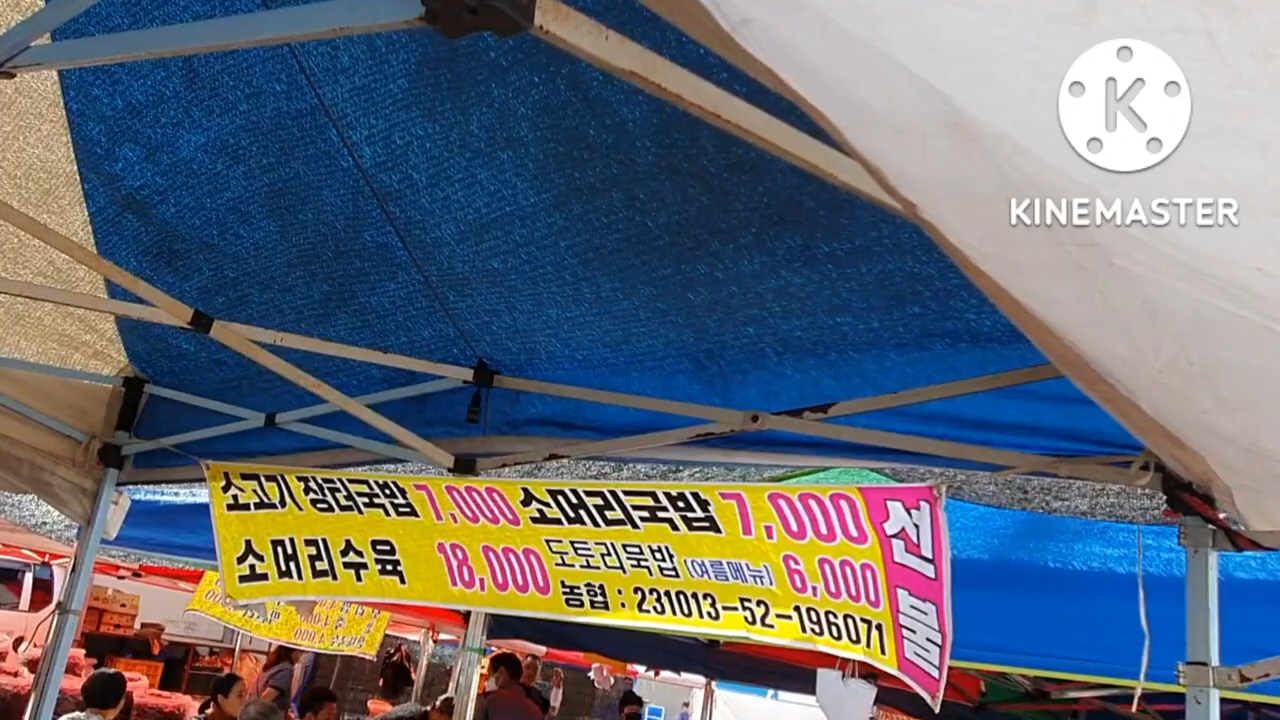 KINEMASTER
소고기 장터국밥 7,000 소머리국밥 7,000
소머리수육 18,000 도토리묵밥 (여름메뉴) 6,000
농협 : 231013-52-196071
선불